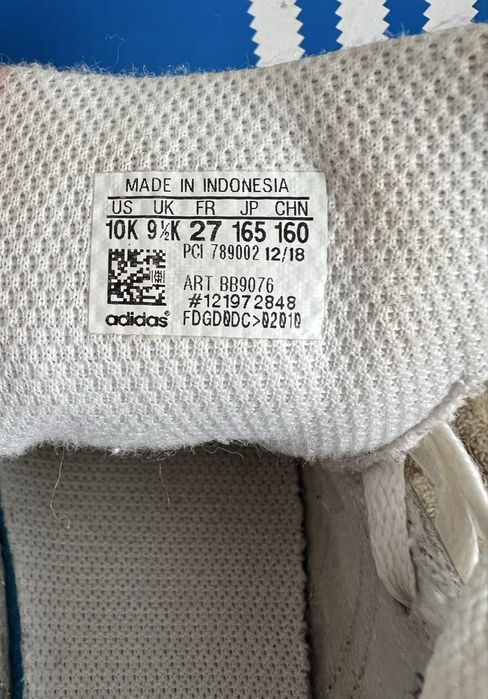 MADE IN INDONESIA
US UK FR JP CHN
10K 9½K 27 165 160
PCI 789002 12/18
ART BB9076
#121972848
adidas® FDGD0DC>02010